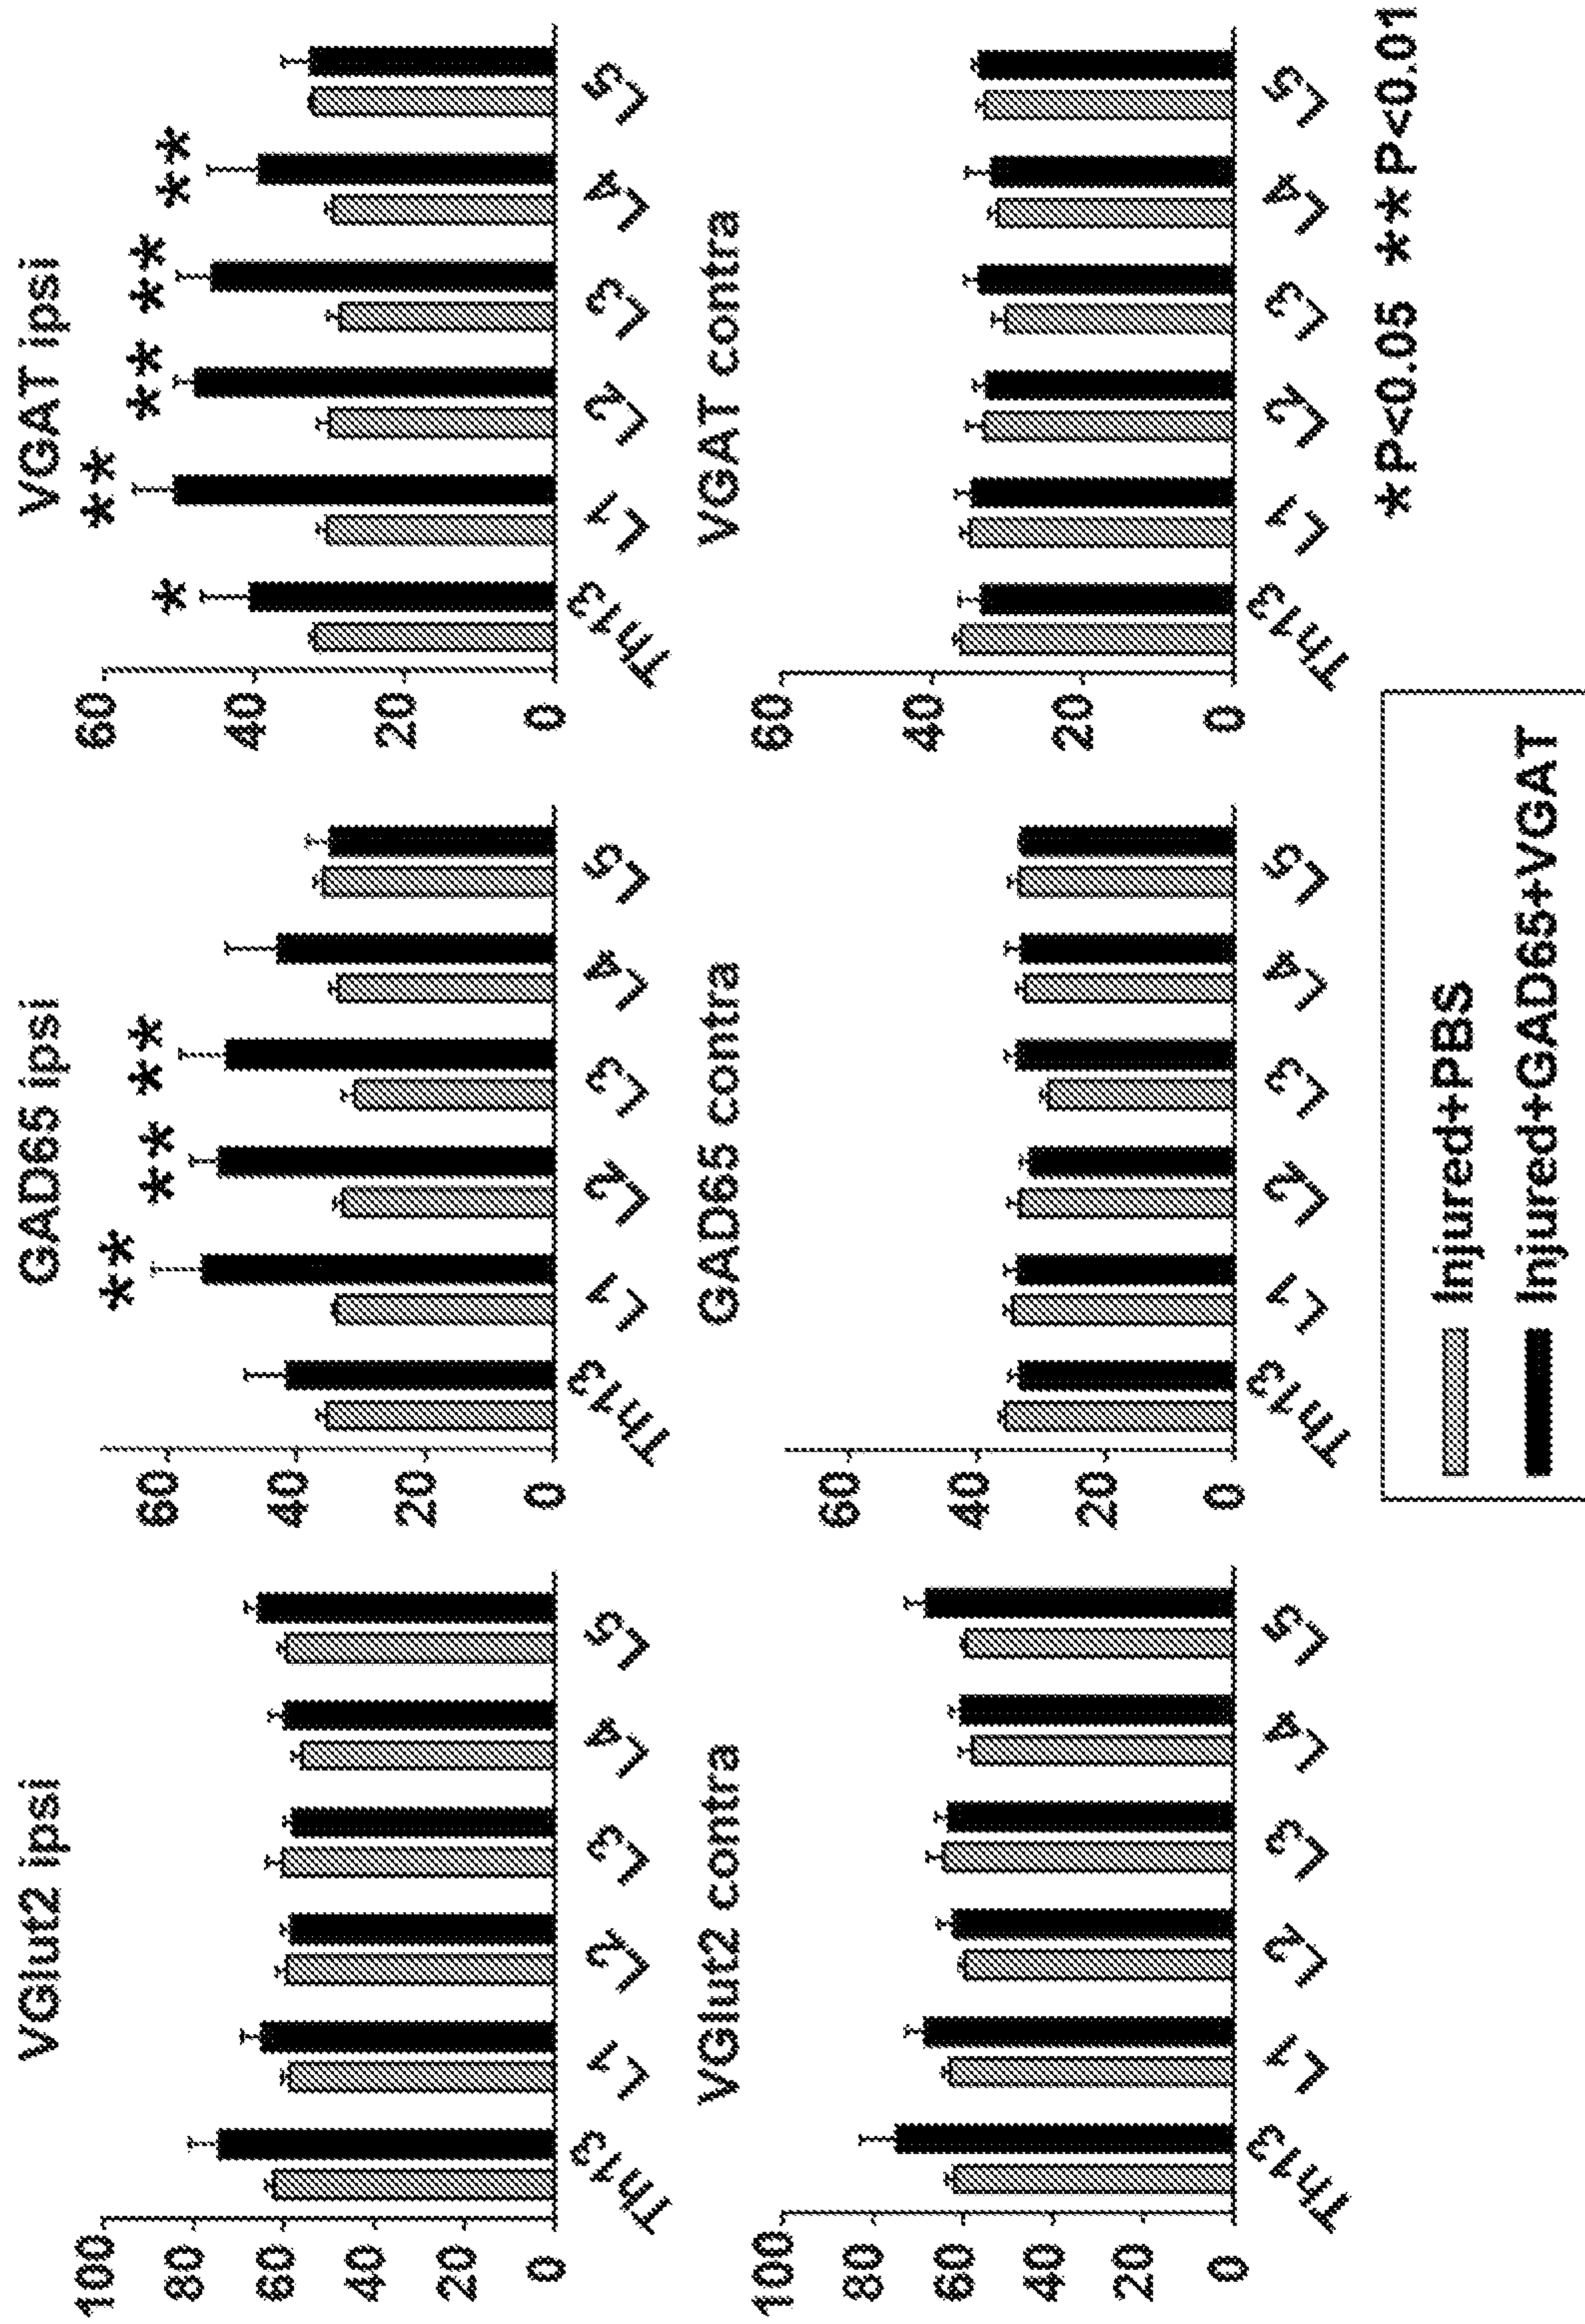 VGlut2 ipsi
100
80
60
40
20
0
Th13 L1 L2 L3 L4 L5
GAD65 ipsi
** ** **
60
40
20
0
Th13 L1 L2 L3 L4 L5
VGAT ipsi
* ** ** ** **
60
40
20
0
Th13 L1 L2 L3 L4 L5
VGlut2 contra
100
80
60
40
20
0
Th13 L1 L2 L3 L4 L5
GAD65 contra
60
40
20
0
Th13 L1 L2 L3 L4 L5
VGAT contra
60
40
20
0
Th13 L1 L2 L3 L4 L5
Injured+PBS
Injured+GAD65+VGAT
*P<0.05 **P<0.01